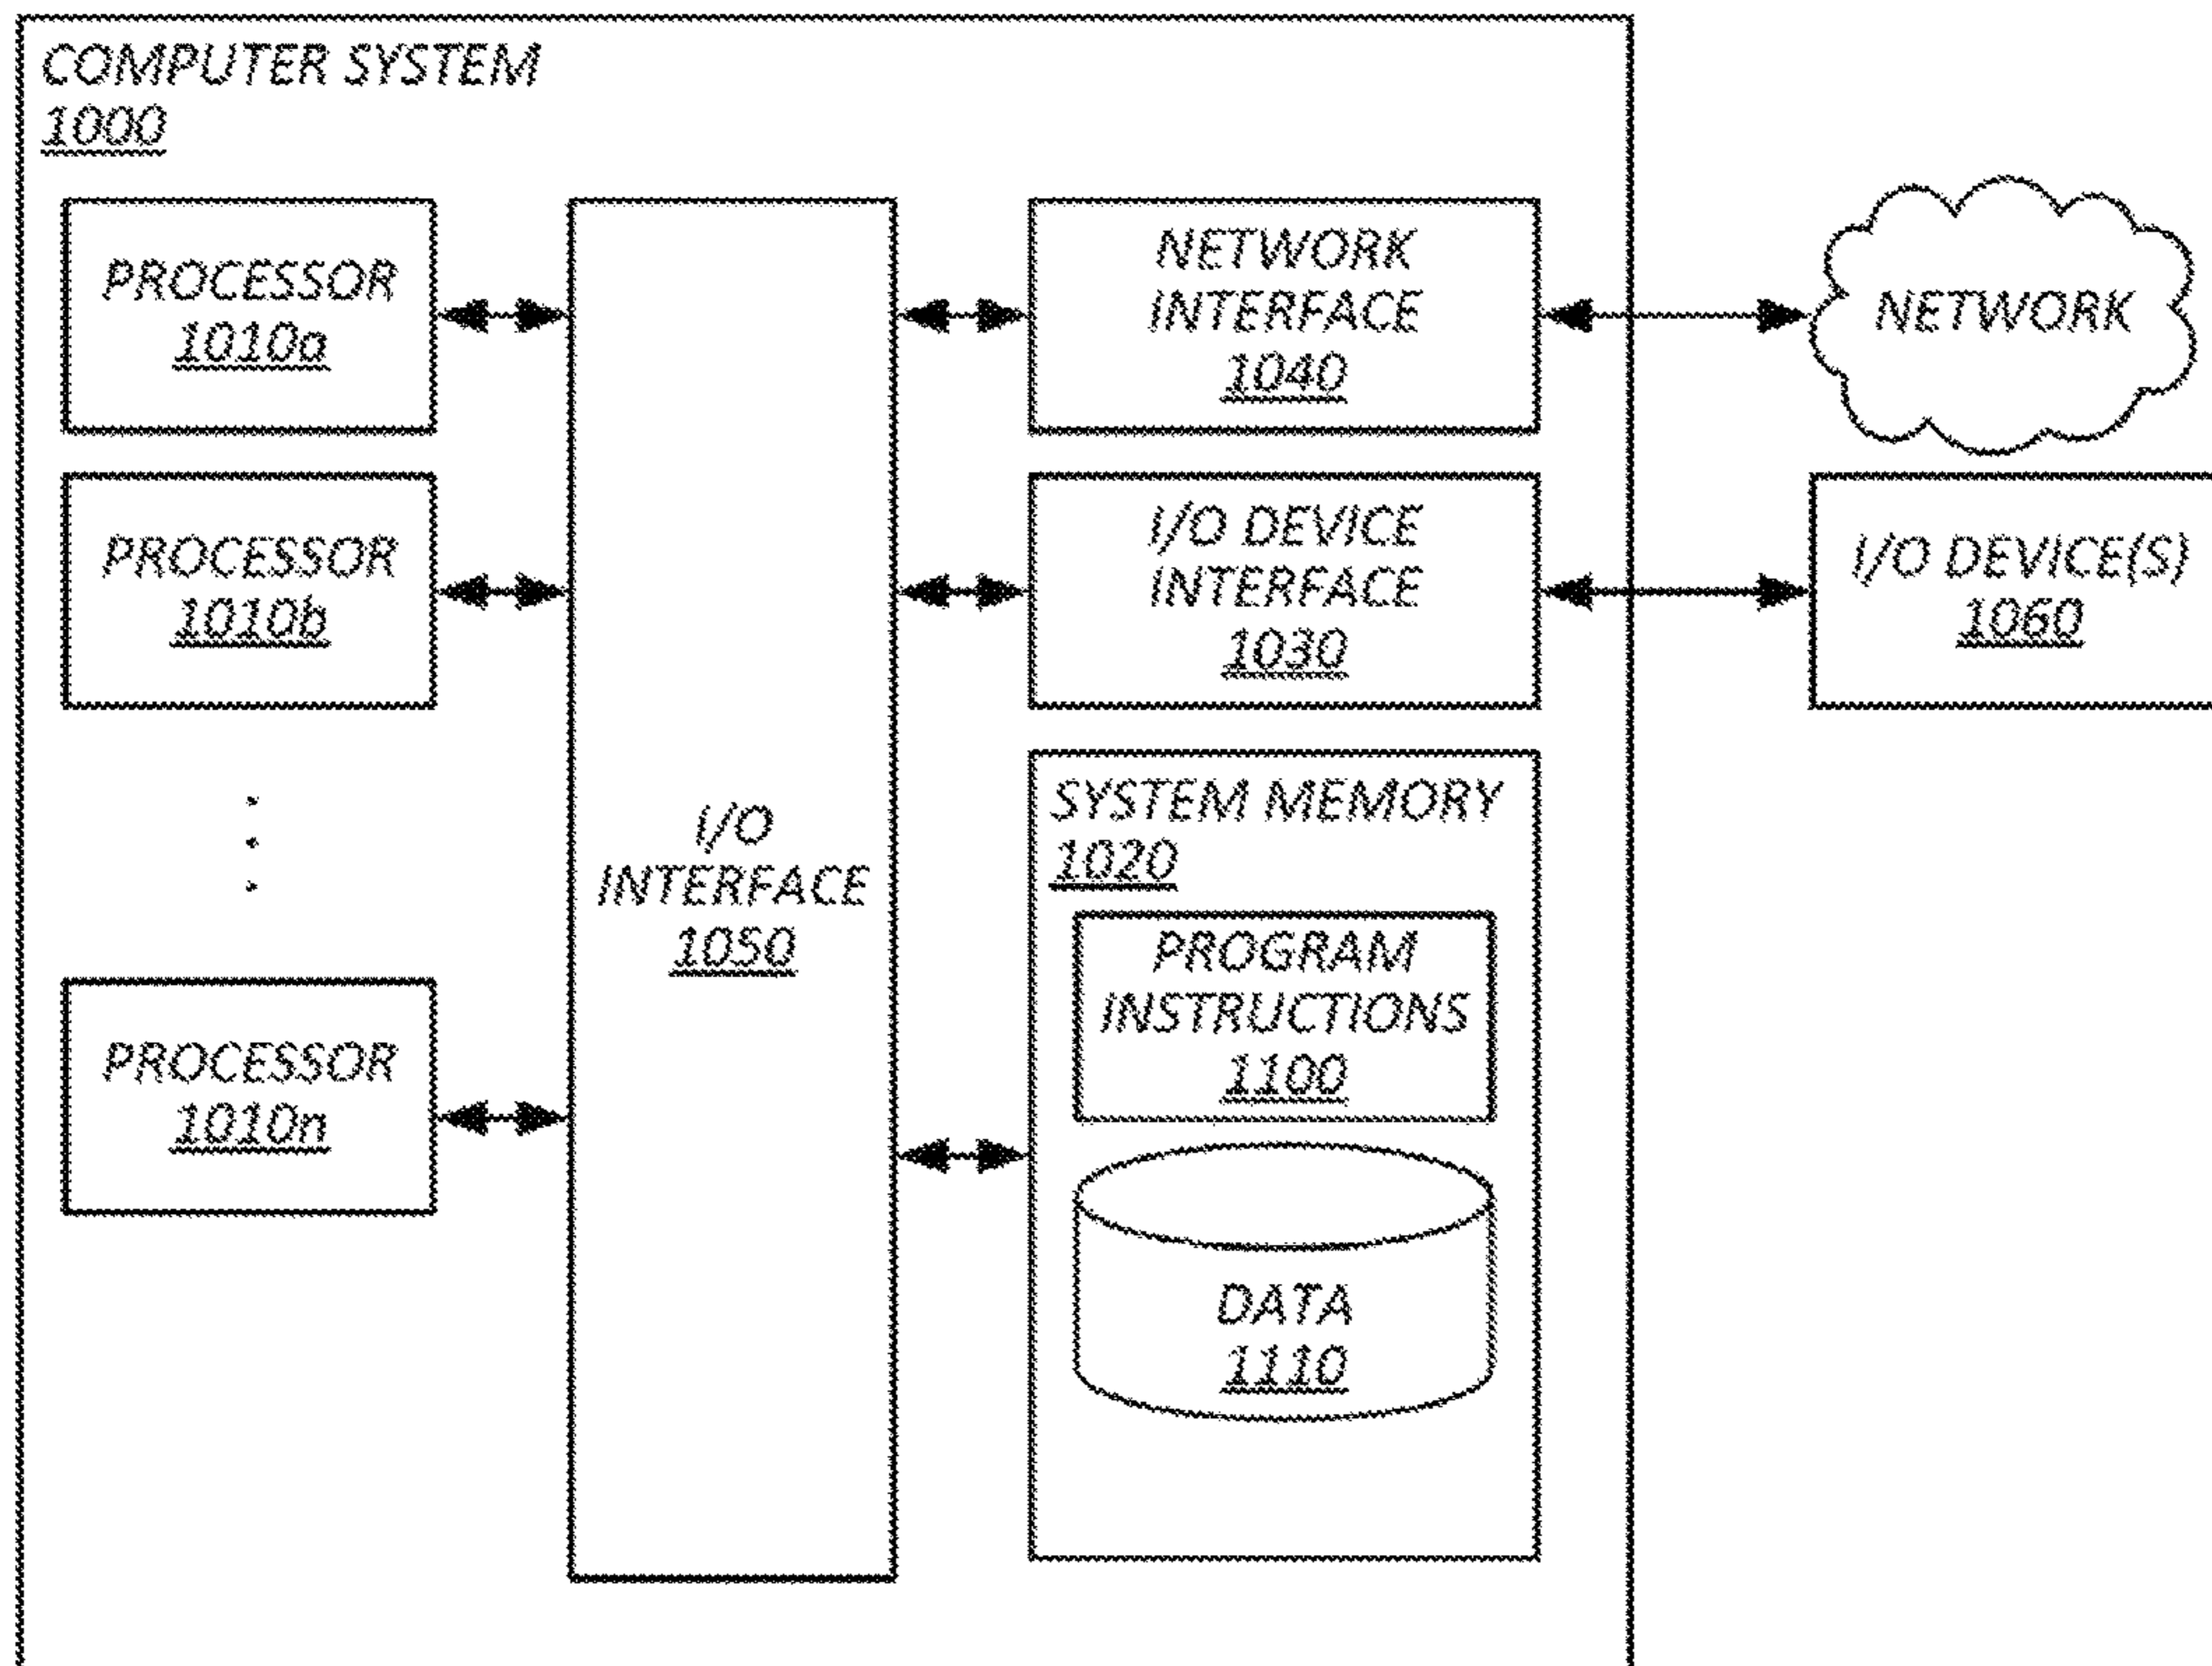 COMPUTER SYSTEM
1000
PROCESSOR
1010a
PROCESSOR
1010b
PROCESSOR
1010n
I/O
INTERFACE
1050
NETWORK
INTERFACE
1040
I/O DEVICE
INTERFACE
1030
SYSTEM MEMORY
1020
PROGRAM
INSTRUCTIONS
1100
DATA
1110
NETWORK
I/O DEVICE(S)
1060